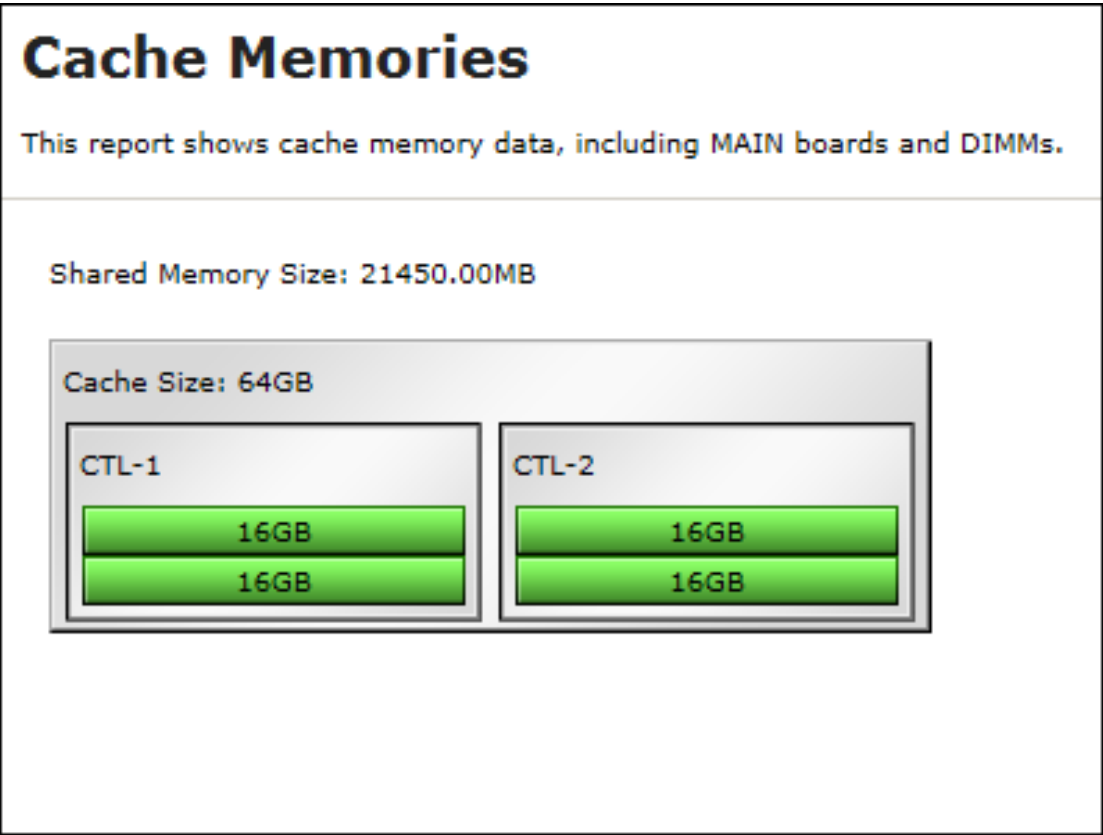 Cache Memories
This report shows cache memory data, including MAIN boards and DIMMs.
Shared Memory Size: 21450.00MB
Cache Size: 64GB
CTL-1
16GB
16GB
CTL-2
16GB
16GB